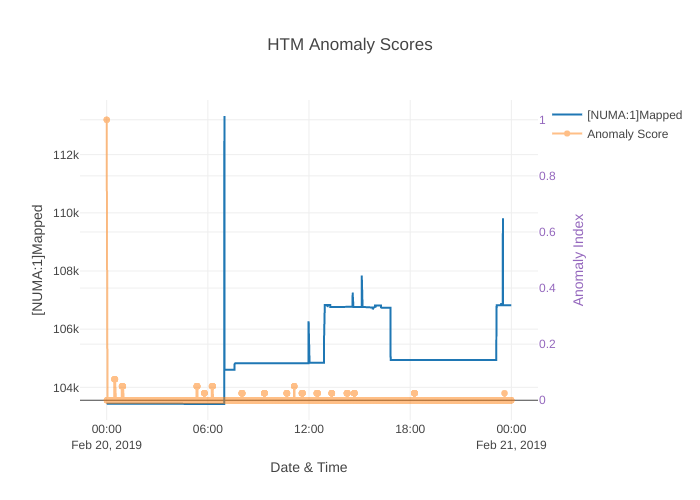 HTM Anomaly Scores
[NUMA:1]Mapped
Anomaly Score
112k
110k
108k
106k
104k
[NUMA:1]Mapped
1
0.8
0.6
0.4
0.2
0
Anomaly Index
00:00 06:00 12:00 18:00 00:00
Feb 20, 2019 Feb 21, 2019
Date & Time